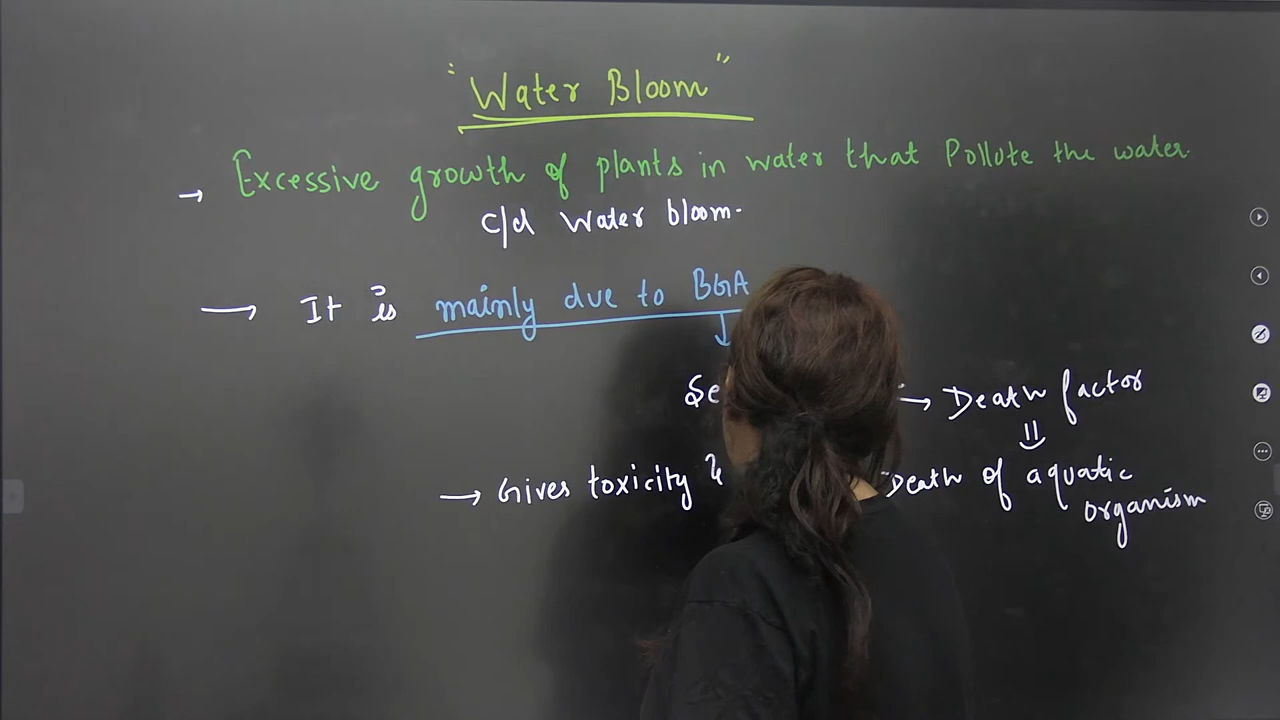 "Water Bloom"
→ Excessive growth of plants in water that Pollute the water.
c/d Water bloom.
→ It is mainly due to BGA
↓
→ Death factor
⇓
→ Gives toxicity & Death of aquatic
organism